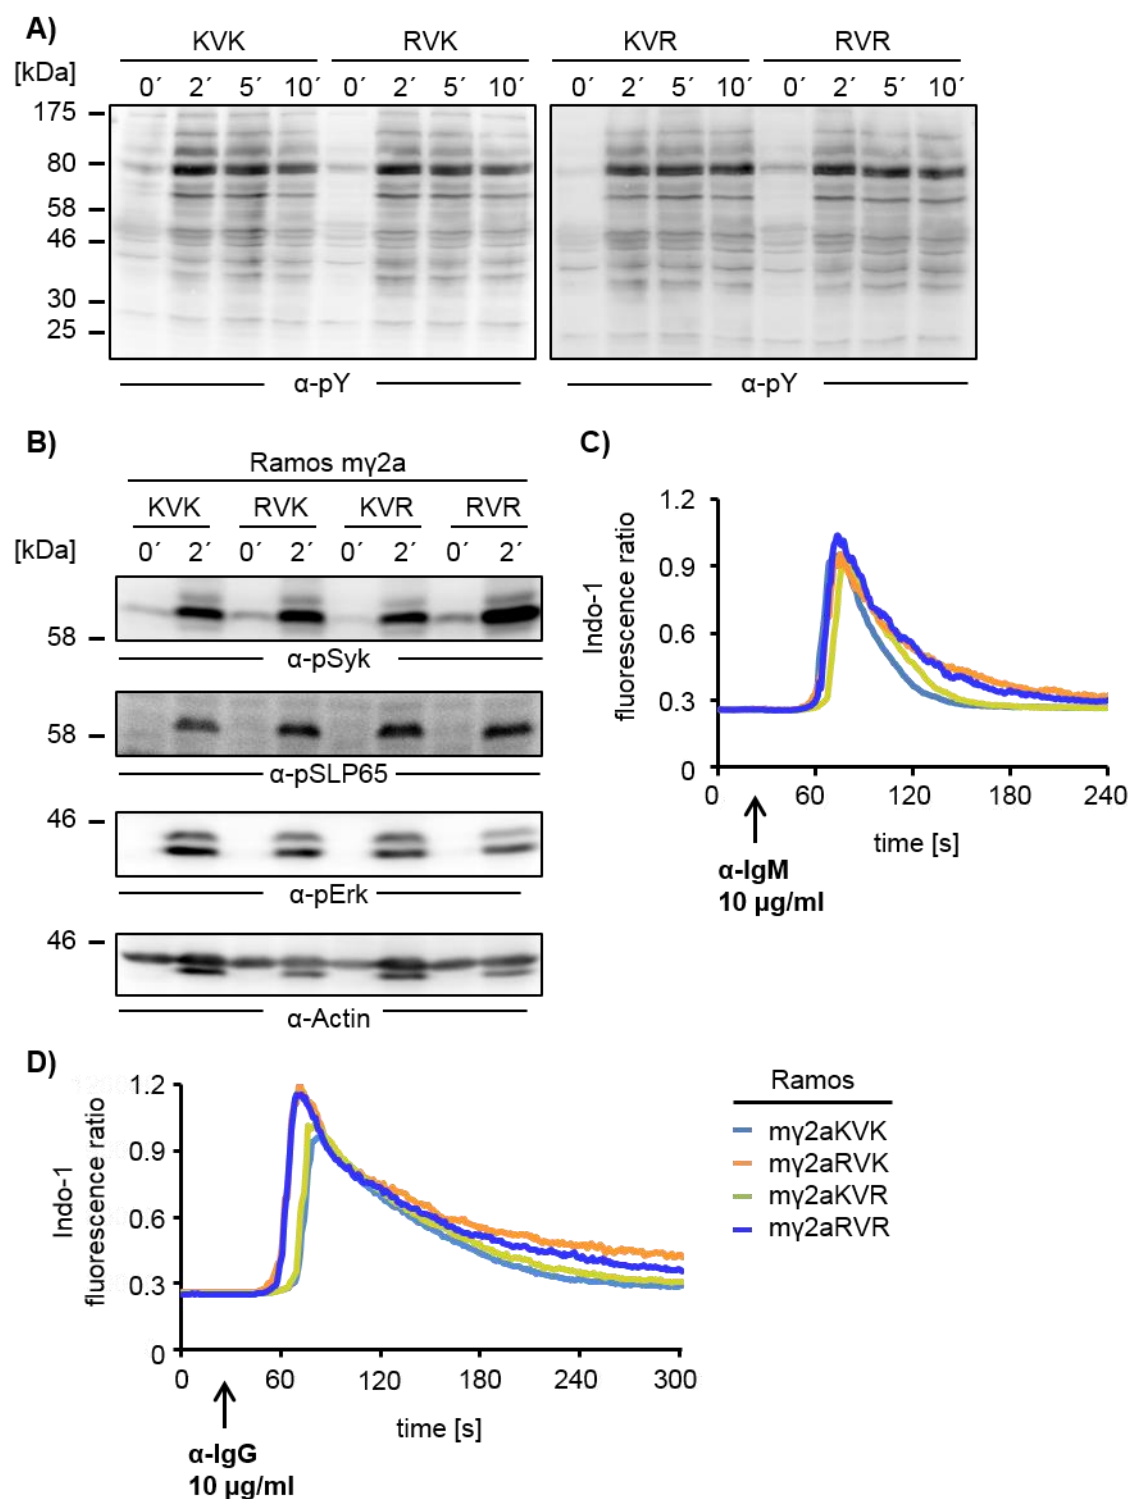 A)
KVK RVK KVR RVR
[kDa] 0´ 2´ 5´ 10´ 0´ 2´ 5´ 10´ 0´ 2´ 5´ 10´ 0´ 2´ 5´ 10´
175
80
58
46
30
25
α-pY α-pY
B)
Ramos mγ2a
KVK RVK KVR RVR
[kDa] 0´ 2´ 0´ 2´ 0´ 2´ 0´ 2´
58
α-pSyk
58
α-pSLP65
46
α-pErk
46
α-Actin
C)
Indo-1
fluorescence ratio
1.2
0.9
0.6
0.3
0
0 60 120 180 240
time [s]
α-IgM
10 µg/ml
D)
Indo-1
fluorescence ratio
1.2
0.9
0.6
0.3
0
0 60 120 180 240 300
time [s]
α-IgG
10 µg/ml
Ramos
mγ2aKVK
mγ2aRVK
mγ2aKVR
mγ2aRVR